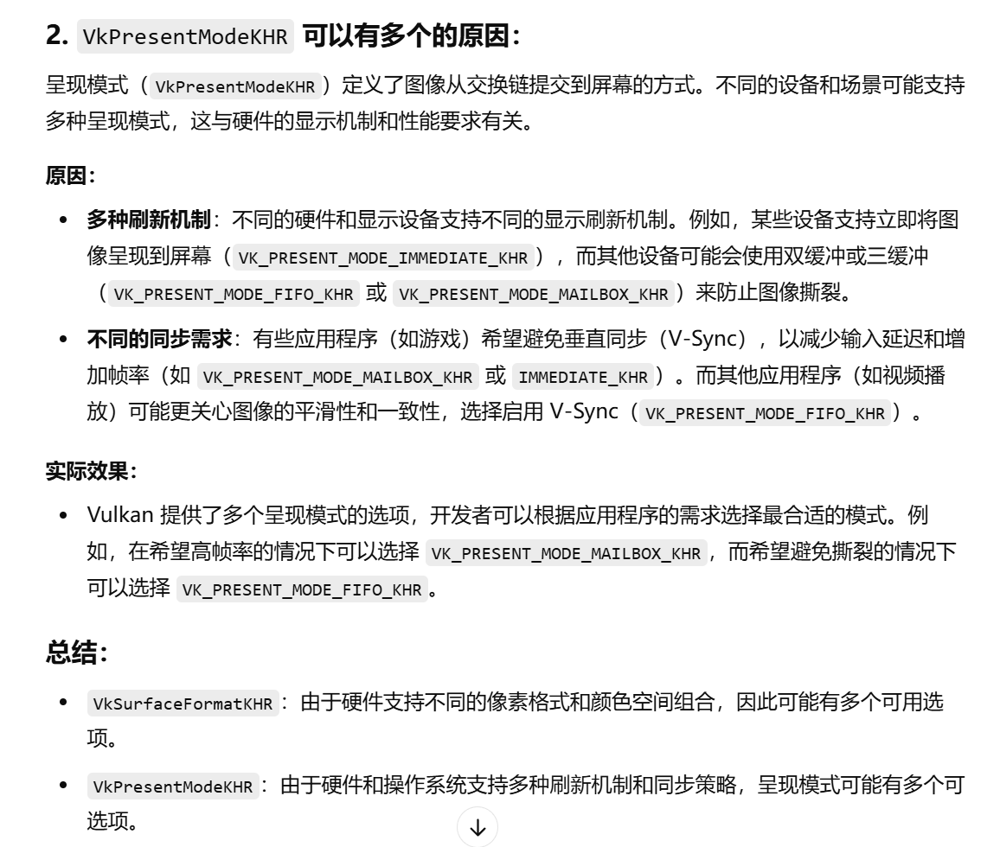 2. VkPresentModeKHR 可以有多个的原因：
呈现模式（VkPresentModeKHR）定义了图像从交换链提交到屏幕的方式。不同的设备和场景可能支持
多种呈现模式，这与硬件的显示机制和性能要求有关。
原因：
• 多种刷新机制：不同的硬件和显示设备支持不同的显示刷新机制。例如，某些设备支持立即将图
像呈现到屏幕（VK_PRESENT_MODE_IMMEDIATE_KHR），而其他设备可能会使用双缓冲或三缓冲
（VK_PRESENT_MODE_FIFO_KHR 或 VK_PRESENT_MODE_MAILBOX_KHR）来防止图像撕裂。
• 不同的同步需求：有些应用程序（如游戏）希望避免垂直同步（V-Sync），以减少输入延迟和增
加帧率（如 VK_PRESENT_MODE_MAILBOX_KHR 或 IMMEDIATE_KHR）。而其他应用程序（如视频播
放）可能更关心图像的平滑性和一致性，选择启用 V-Sync（VK_PRESENT_MODE_FIFO_KHR）。
实际效果：
• Vulkan 提供了多个呈现模式的选项，开发者可以根据应用程序的需求选择最合适的模式。例
如，在希望高帧率的情况下可以选择 VK_PRESENT_MODE_MAILBOX_KHR，而希望避免撕裂的情况下
可以选择 VK_PRESENT_MODE_FIFO_KHR。
总结：
• VkSurfaceFormatKHR：由于硬件支持不同的像素格式和颜色空间组合，因此可能有多个可用选
项。
• VkPresentModeKHR：由于硬件和操作系统支持多种刷新机制和同步策略，呈现模式可能有多个可
选项。